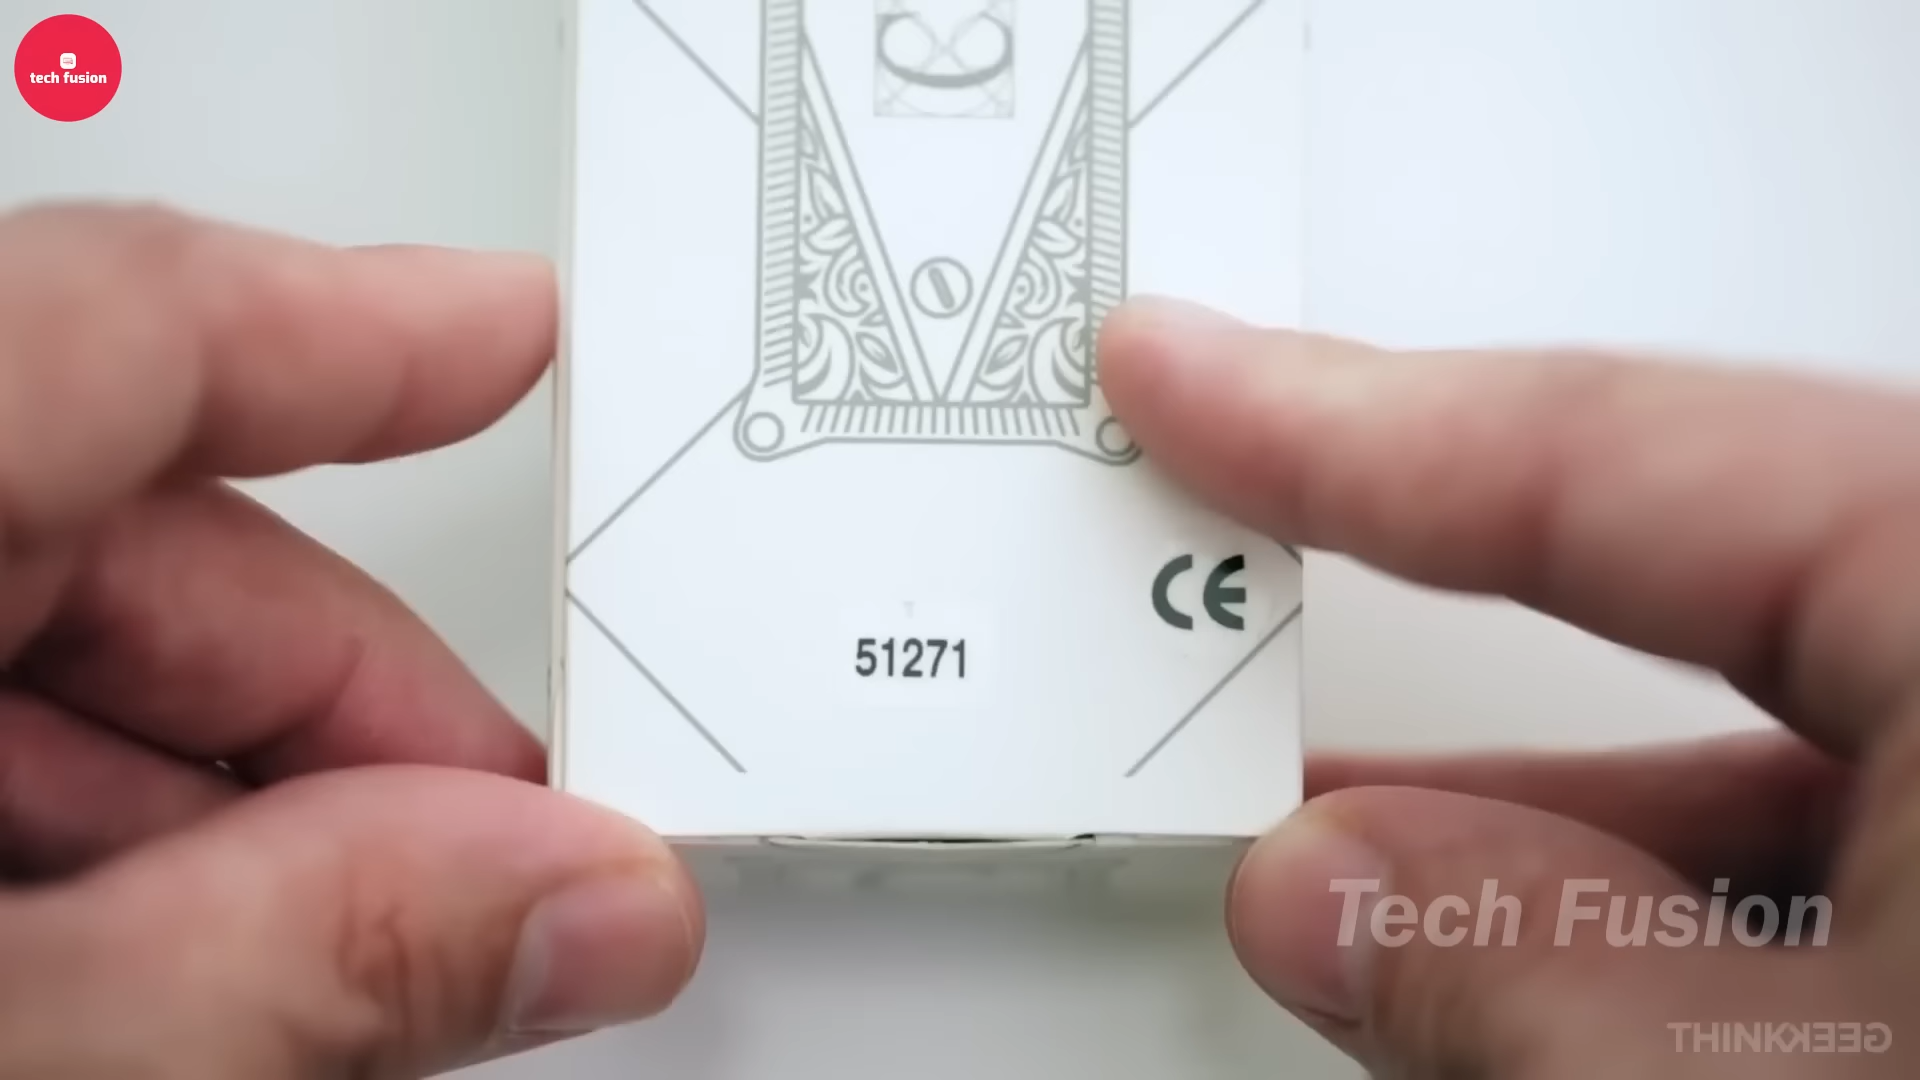 tech fusion
CE
51271
Tech Fusion
THINKGEEK